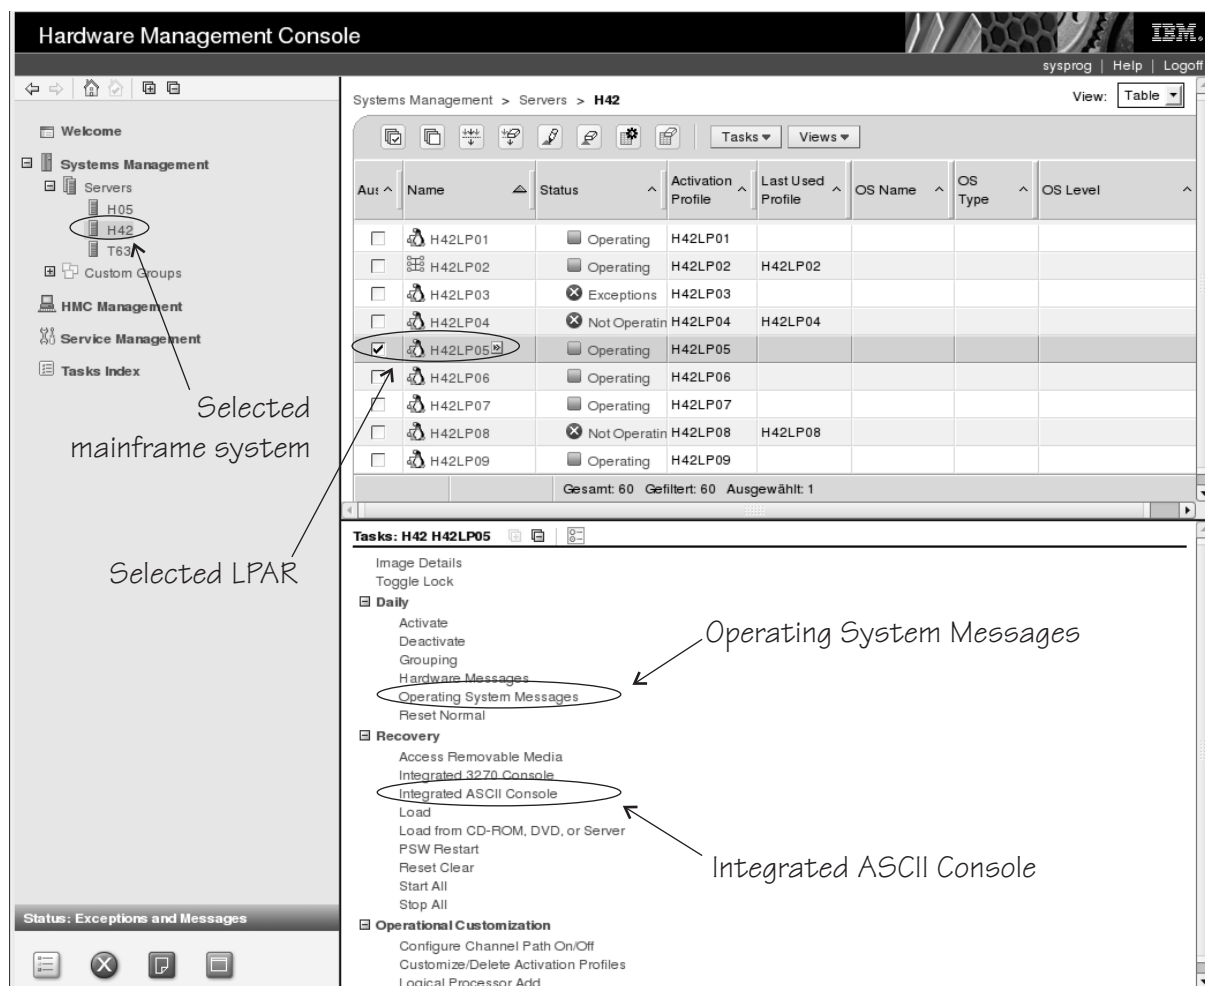 Hardware Management Console
IBM.
sysprog | Help | Logoff
Systems Management > Servers > H42
View: Table
Welcome
Systems Management
Servers
H05
H42
T63
Custom Groups
HMC Management
Service Management
Tasks Index
Tasks Views
Name Status Activation Profile Last Used Profile OS Name OS Type OS Level
H42LP01 Operating H42LP01
H42LP02 Operating H42LP02 H42LP02
H42LP03 Exceptions H42LP03
H42LP04 Not Operatin H42LP04 H42LP04
H42LP05 Operating H42LP05
H42LP06 Operating H42LP06
H42LP07 Operating H42LP07
H42LP08 Not Operatin H42LP08 H42LP08
H42LP09 Operating H42LP09
Gesamt: 60 Gefiltert: 60 Ausgewählt: 1
Selected
mainframe system
Selected LPAR
Tasks: H42 H42LP05
Image Details
Toggle Lock
Daily
Activate
Deactivate
Grouping
Hardware Messages
Operating System Messages
Reset Normal
Operating System Messages
Recovery
Access Removable Media
Integrated 3270 Console
Integrated ASCII Console
Load
Load from CD-ROM, DVD, or Server
PSW Restart
Reset Clear
Start All
Stop All
Integrated ASCII Console
Operational Customization
Configure Channel Path On/Off
Customize/Delete Activation Profiles
Logical Processor Add
Status: Exceptions and Messages